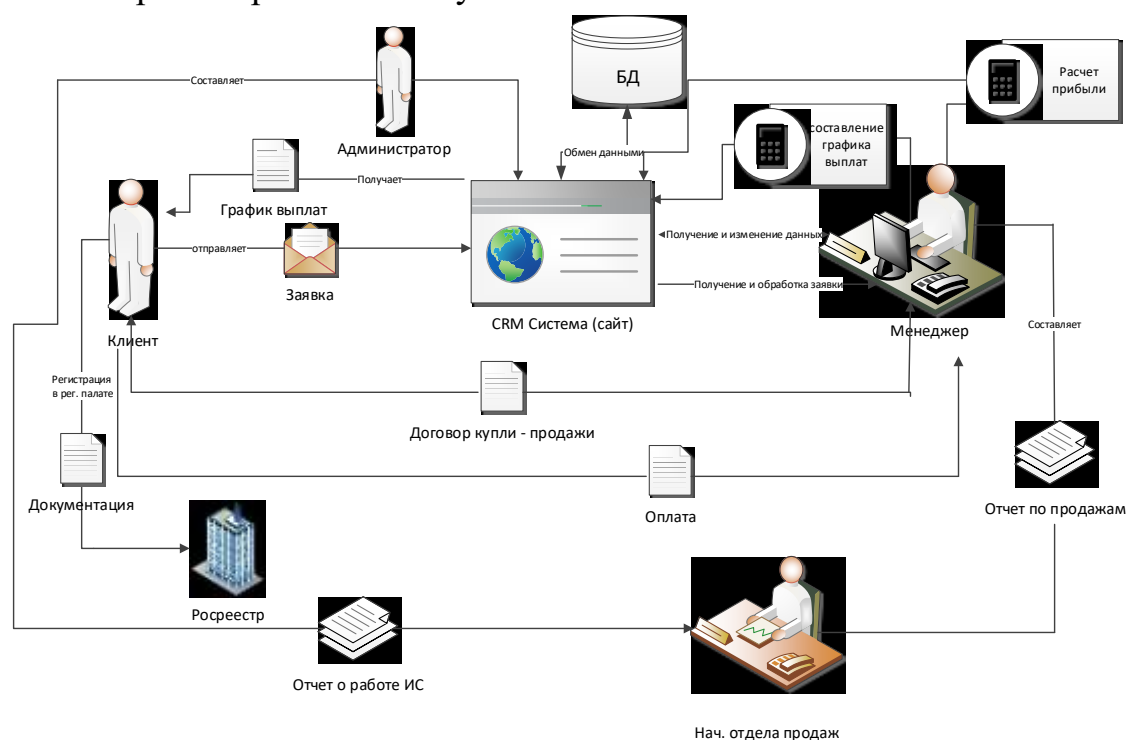 БД
Расчет
прибыли
Составляет
составление
графика
выплат
Администратор
Обмен данными
Получает
График выплат
отправляет
Заявка
Получение и изменение данных
Получение и обработка заявки
CRM Система (сайт)
Менеджер
Составляет
Клиент
Регистрация
в рег. палате
Договор купли - продажи
Документация
Оплата
Отчет по продажам
Росреестр
Отчет о работе ИС
Нач. отдела продаж